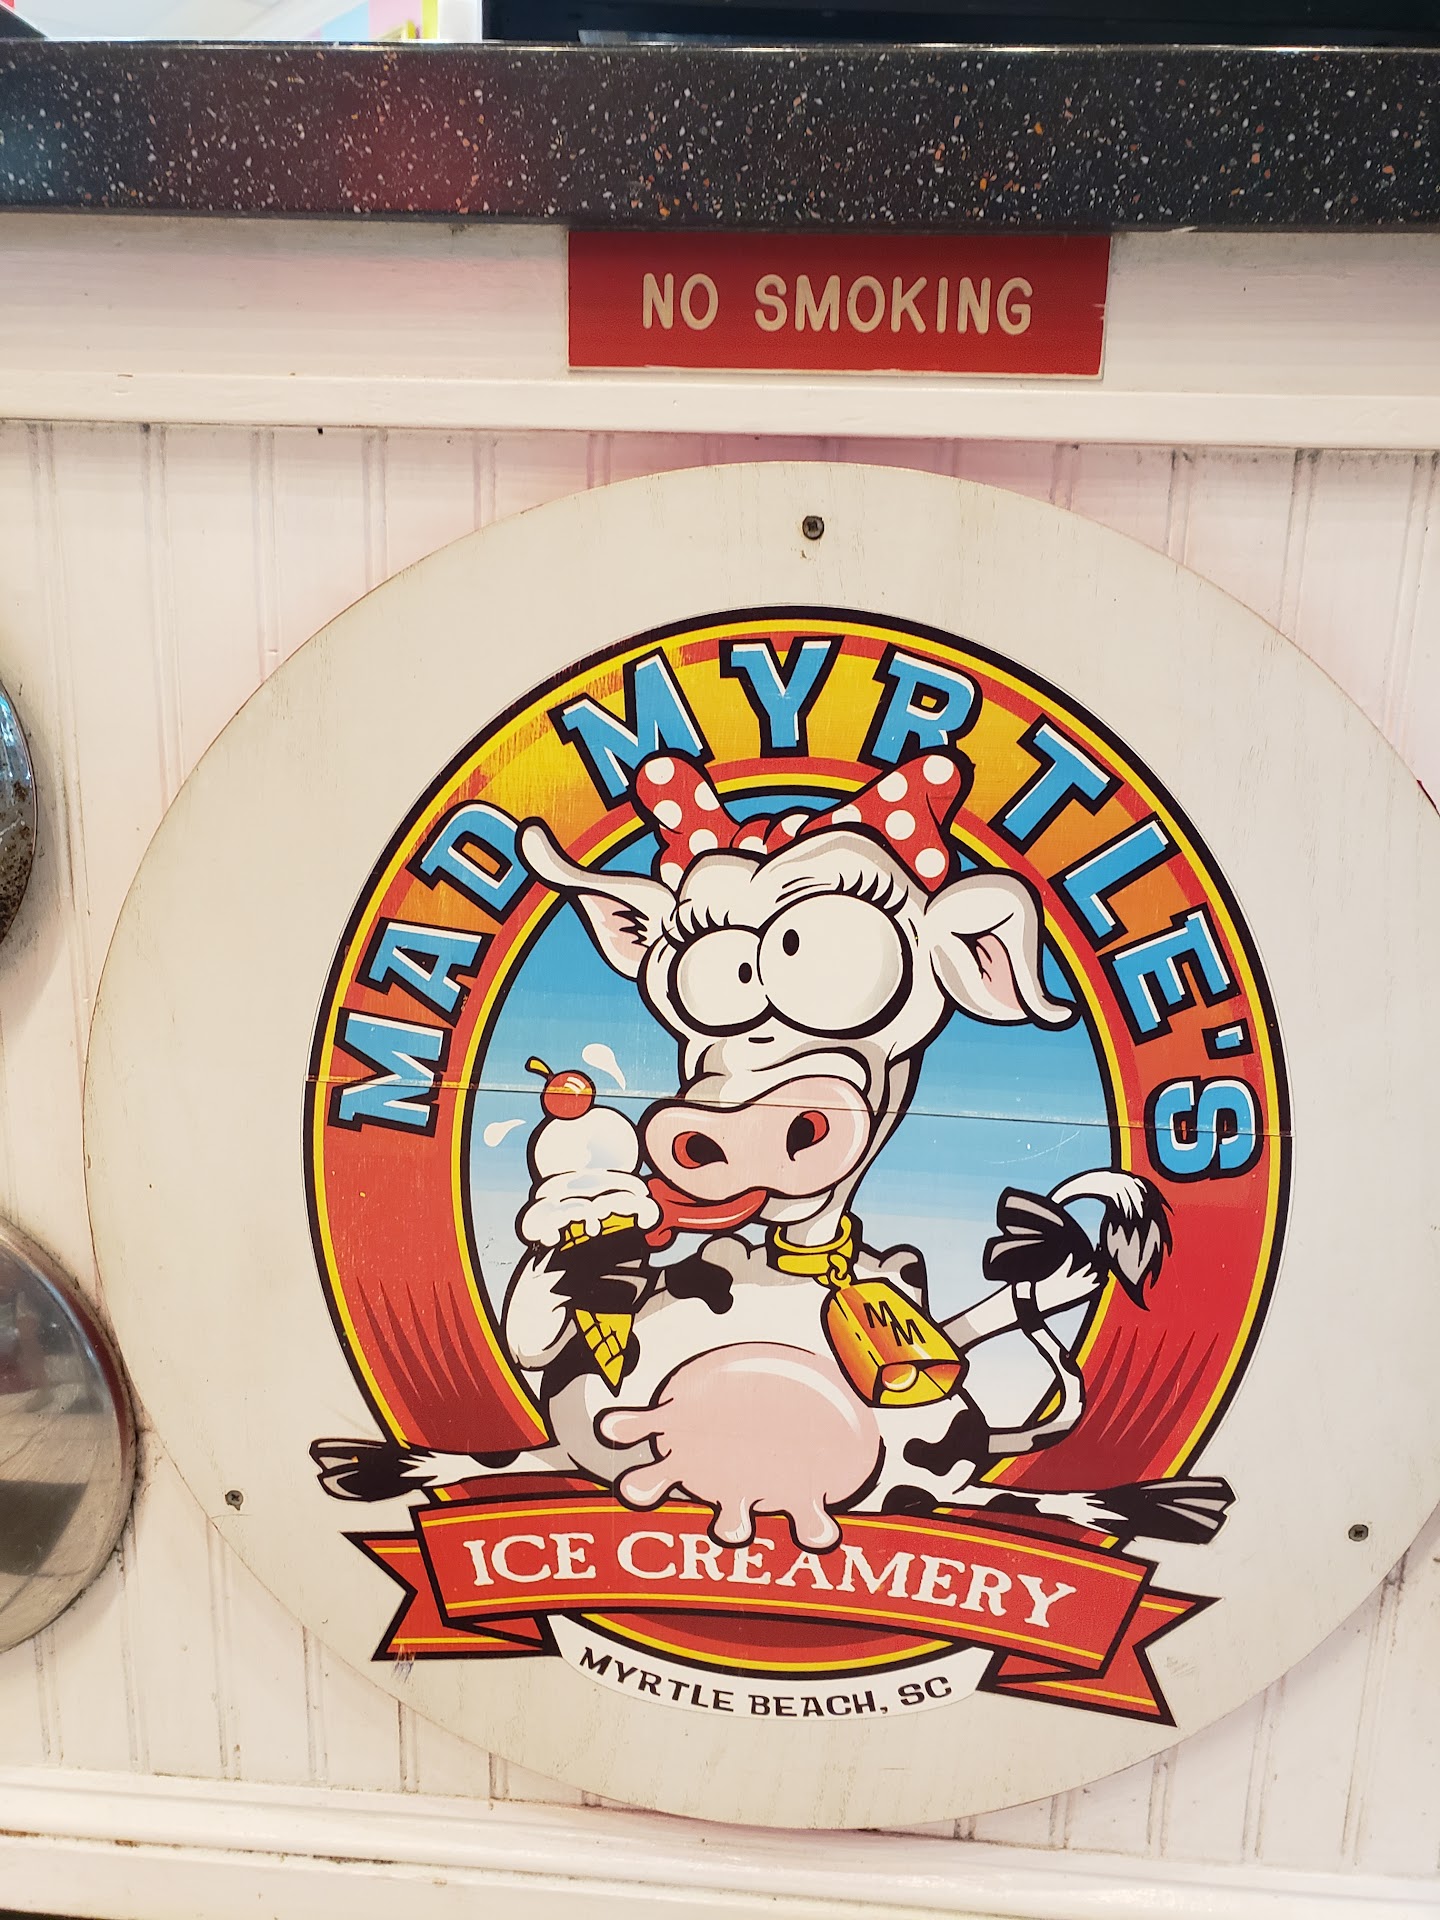 NO SMOKING
MAD MYRTLE'S
MM
ICE CREAMERY
MYRTLE BEACH, SC